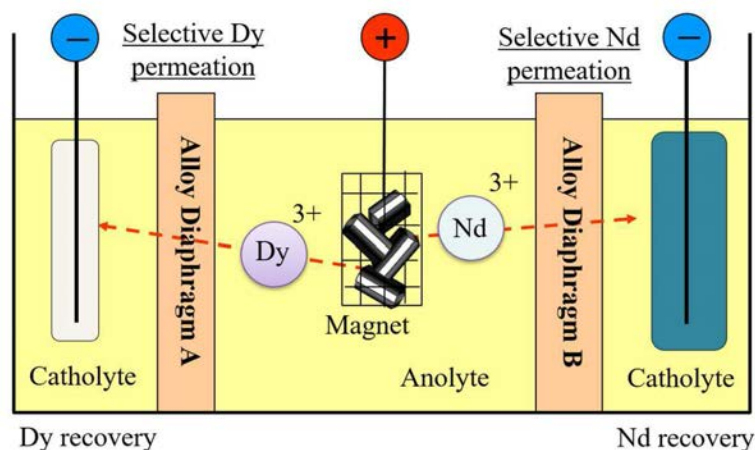 Selective Dy
permeation
Selective Nd
permeation
−
+
−
Alloy Diaphragm A
Alloy Diaphragm B
3+
Dy
3+
Nd
Magnet
Catholyte
Anolyte
Catholyte
Dy recovery
Nd recovery